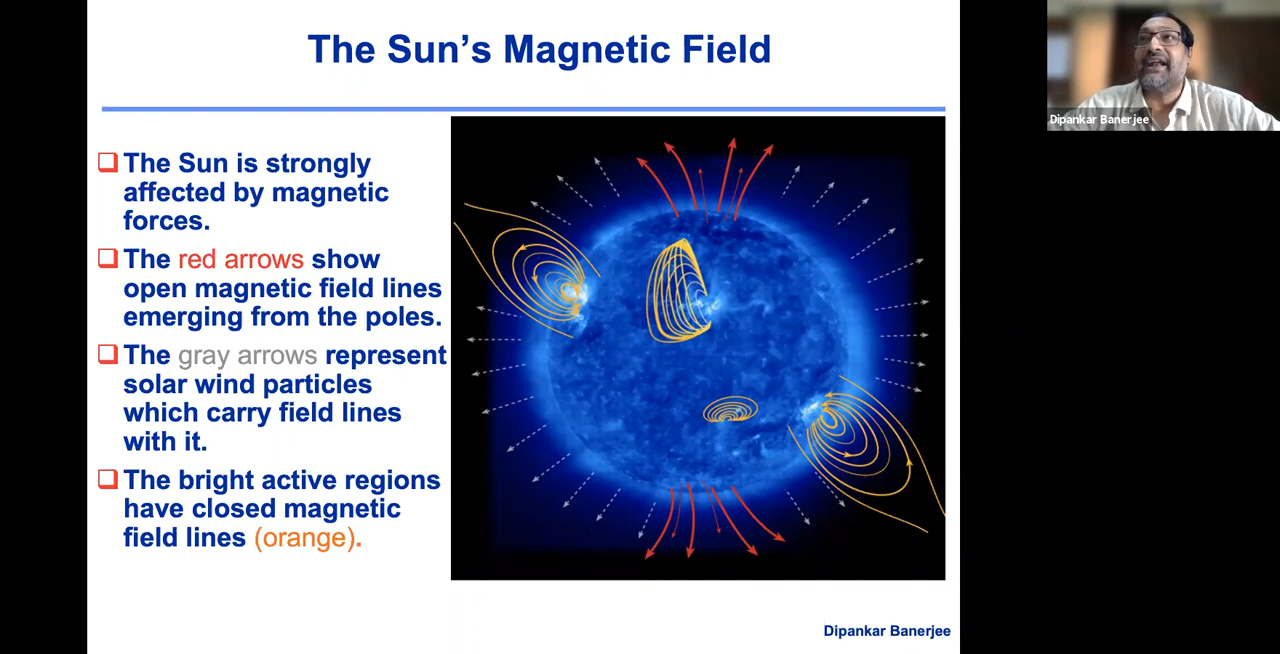 The Sun's Magnetic Field
Dipankar Banerjee
The Sun is strongly
affected by magnetic
forces.
The red arrows show
open magnetic field lines
emerging from the poles.
The gray arrows represent
solar wind particles
which carry field lines
with it.
The bright active regions
have closed magnetic
field lines (orange).
Dipankar Banerjee